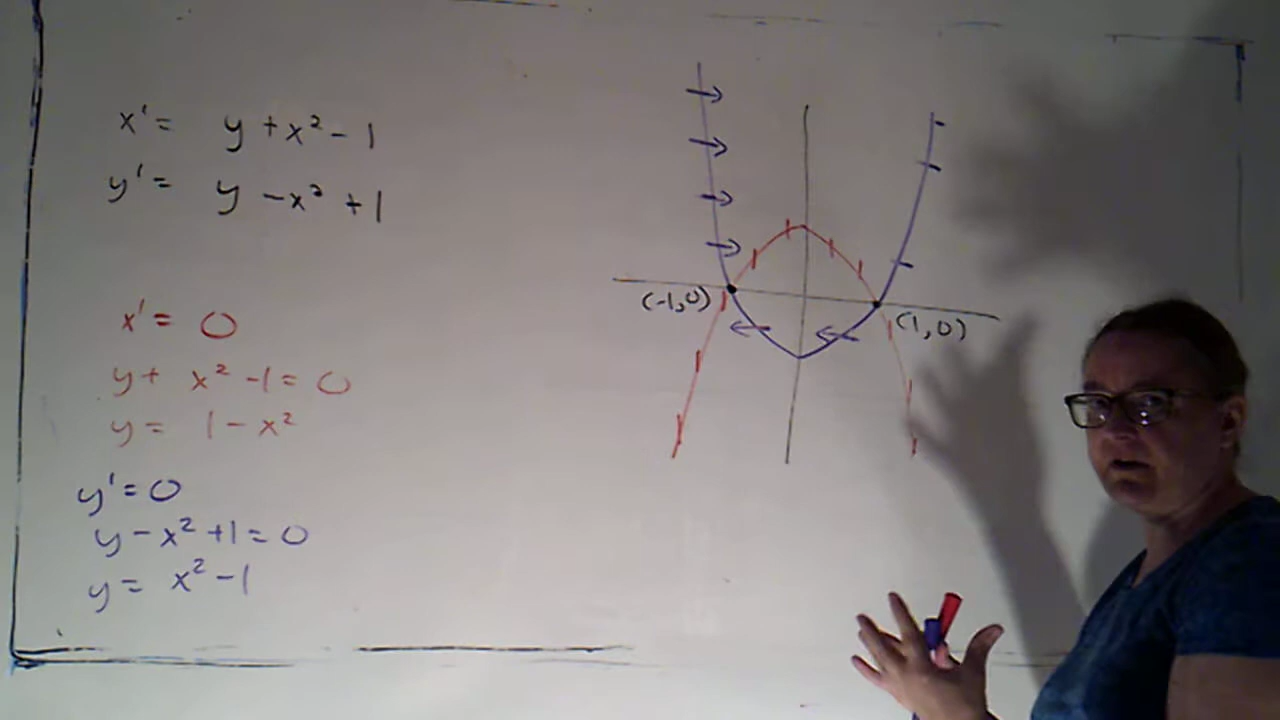 x' = y + x² - 1
y' = y - x² + 1
x' = 0
y + x² - 1 = 0
y = 1 - x²
y' = 0
y - x² + 1 = 0
y = x² - 1
(-1,0)
(1,0)